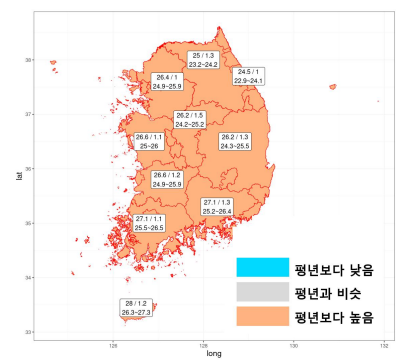 25 / 1.3
23.2~24.2
24.5 / 1
22.9~24.1
26.4 / 1
24.9~25.9
26.2 / 1.5
24.2~25.2
26.6 / 1.1
25~26
26.2 / 1.3
24.3~25.5
26.6 / 1.2
24.9~25.9
27.1 / 1.3
25.2~26.4
27.1 / 1.1
25.5~26.5
28 / 1.2
26.3~27.3
평년보다 낮음
평년과 비슷
평년보다 높음
38
37
36
35
34
33
lat
126
128
130
132
long